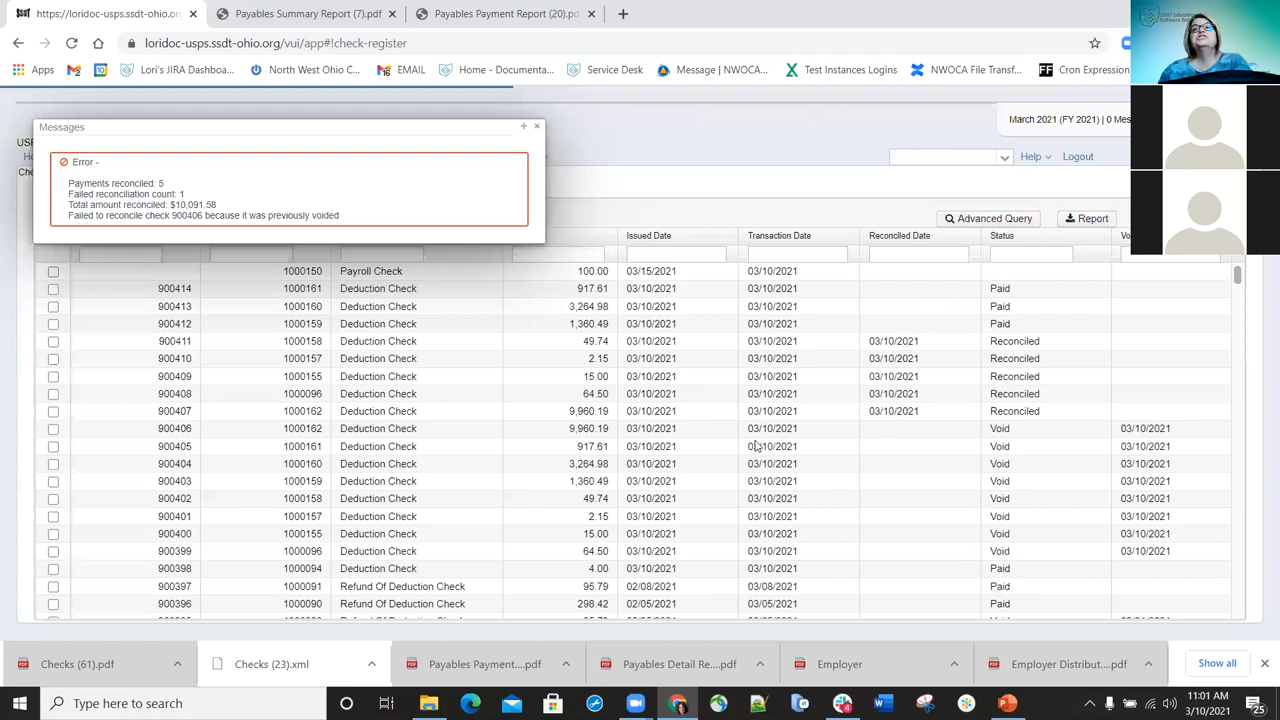 SSDT https://loridoc-usps.ssdt-ohio.org × Payables Summary Report (7).pdf × Payables Payment Report (20).pdf × +
loridoc-usps.ssdt-ohio.org/vui/app#!check-register
Apps Lori's JIRA Dashboa... North West Ohio C... EMAIL Home - Documenta... Service Desk Message | NWOCA... Test Instances Logins NWOCA File Transf... Cron Expression
March 2021 (FY 2021) | 0 Mes
Messages + ×
Error -
Payments reconciled: 5
Failed reconciliation count: 1
Total amount reconciled: $10,091.58
Failed to reconcile check 900406 because it was previously voided
Help Logout
Advanced Query Report
Issued Date Transaction Date Reconciled Date Status Vo
1000150 Payroll Check 100.00 03/15/2021 03/10/2021
900414 1000161 Deduction Check 917.61 03/10/2021 03/10/2021 Paid
900413 1000160 Deduction Check 3,264.98 03/10/2021 03/10/2021 Paid
900412 1000159 Deduction Check 1,360.49 03/10/2021 03/10/2021 Paid
900411 1000158 Deduction Check 49.74 03/10/2021 03/10/2021 03/10/2021 Reconciled
900410 1000157 Deduction Check 2.15 03/10/2021 03/10/2021 03/10/2021 Reconciled
900409 1000155 Deduction Check 15.00 03/10/2021 03/10/2021 03/10/2021 Reconciled
900408 1000096 Deduction Check 64.50 03/10/2021 03/10/2021 03/10/2021 Reconciled
900407 1000162 Deduction Check 9,960.19 03/10/2021 03/10/2021 03/10/2021 Reconciled
900406 1000162 Deduction Check 9,960.19 03/10/2021 03/10/2021 Void 03/10/2021
900405 1000161 Deduction Check 917.61 03/10/2021 03/10/2021 Void 03/10/2021
900404 1000160 Deduction Check 3,264.98 03/10/2021 03/10/2021 Void 03/10/2021
900403 1000159 Deduction Check 1,360.49 03/10/2021 03/10/2021 Void 03/10/2021
900402 1000158 Deduction Check 49.74 03/10/2021 03/10/2021 Void 03/10/2021
900401 1000157 Deduction Check 2.15 03/10/2021 03/10/2021 Void 03/10/2021
900400 1000155 Deduction Check 15.00 03/10/2021 03/10/2021 Void 03/10/2021
900399 1000096 Deduction Check 64.50 03/10/2021 03/10/2021 Void 03/10/2021
900398 1000094 Deduction Check 4.00 03/10/2021 03/10/2021 Paid
900397 1000091 Refund Of Deduction Check 95.79 02/08/2021 03/08/2021 Paid
900396 1000090 Refund Of Deduction Check 298.42 02/05/2021 03/05/2021 Paid
Checks (61).pdf Checks (23).xml Payables Payment....pdf Payables Detail Re....pdf Employer Employer Distribut....pdf Show all ×
Type here to search
11:01 AM
3/10/2021
25